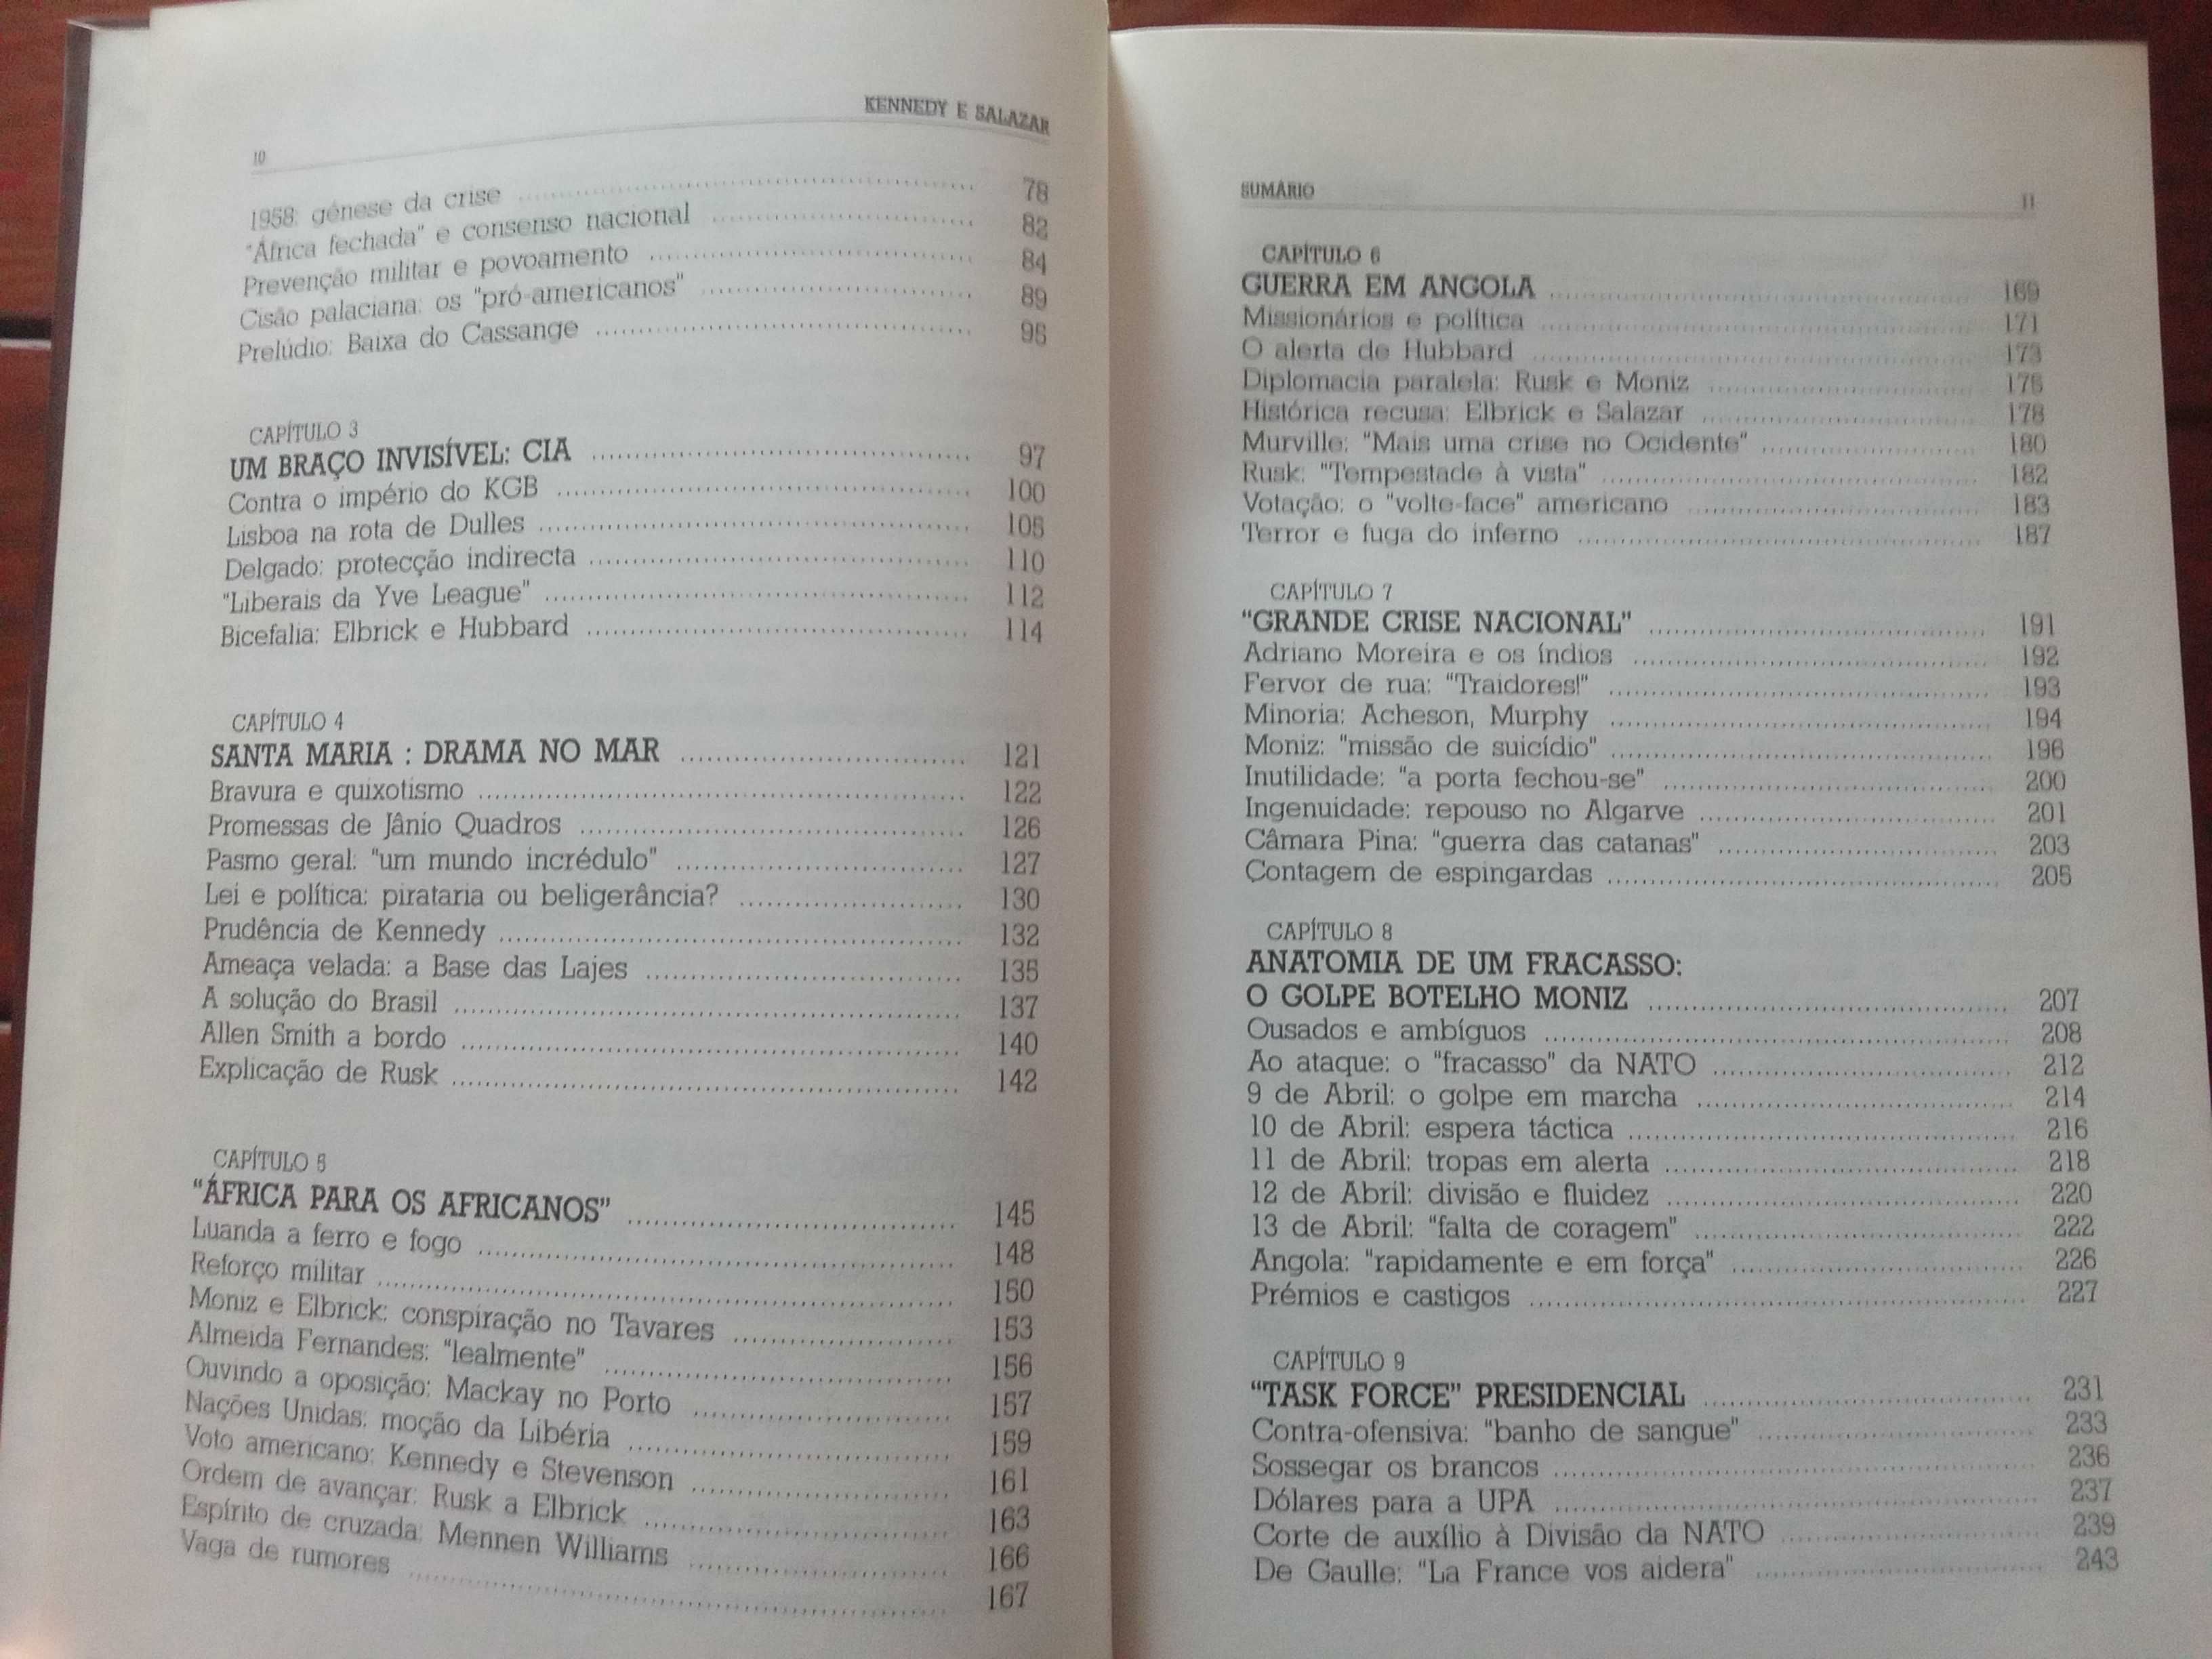 KENNEDY E SALAZAR
10
1958: génese da crise ........ 78
"África fechada" e consenso nacional ........ 82
Prevenção militar e povoamento ........ 84
Cisão palaciana: os "pró-americanos" ........ 89
Prelúdio: Baixa do Cassange ........ 95
CAPÍTULO 3
UM BRAÇO INVISÍVEL: CIA ........ 97
Contra o império do KGB ........ 100
Lisboa na rota de Dulles ........ 105
Delgado: protecção indirecta ........ 110
"Liberais da Yve League" ........ 112
Bicefalia: Elbrick e Hubbard ........ 114
CAPÍTULO 4
SANTA MARIA : DRAMA NO MAR ........ 121
Bravura e quixotismo ........ 122
Promessas de Jânio Quadros ........ 126
Pasmo geral: "um mundo incrédulo" ........ 127
Lei e política: pirataria ou beligerância? ........ 130
Prudência de Kennedy ........ 132
Ameaça velada: a Base das Lajes ........ 135
A solução do Brasil ........ 137
Allen Smith a bordo ........ 140
Explicação de Rusk ........ 142
CAPÍTULO 5
"ÁFRICA PARA OS AFRICANOS" ........ 145
Luanda a ferro e fogo ........ 148
Reforço militar ........ 150
Moniz e Elbrick: conspiração no Tavares ........ 153
Almeida Fernandes: "lealmente" ........ 156
Ouvindo a oposição: Mackay no Porto ........ 157
Nações Unidas: moção da Libéria ........ 159
Voto americano: Kennedy e Stevenson ........ 161
Ordem de avançar: Rusk a Elbrick ........ 163
Espírito de cruzada: Mennen Williams ........ 166
Vaga de rumores ........ 167
SUMÁRIO 11
CAPÍTULO 6
GUERRA EM ANGOLA ........ 169
Missionários e política ........ 171
O alerta de Hubbard ........ 173
Diplomacia paralela: Rusk e Moniz ........ 175
Histórica recusa: Elbrick e Salazar ........ 178
Murville: "Mais uma crise no Ocidente" ........ 180
Rusk: "Tempestade à vista" ........ 182
Votação: o "volte-face" americano ........ 183
Terror e fuga do inferno ........ 187
CAPÍTULO 7
"GRANDE CRISE NACIONAL" ........ 191
Adriano Moreira e os índios ........ 192
Fervor de rua: "Traidores!" ........ 193
Minoria: Acheson, Murphy ........ 194
Moniz: "missão de suicídio" ........ 196
Inutilidade: "a porta fechou-se" ........ 200
Ingenuidade: repouso no Algarve ........ 201
Câmara Pina: "guerra das catanas" ........ 203
Contagem de espingardas ........ 205
CAPÍTULO 8
ANATOMIA DE UM FRACASSO:
O GOLPE BOTELHO MONIZ ........ 207
Ousados e ambíguos ........ 208
Ao ataque: o "fracasso" da NATO ........ 212
9 de Abril: o golpe em marcha ........ 214
10 de Abril: espera táctica ........ 216
11 de Abril: tropas em alerta ........ 218
12 de Abril: divisão e fluidez ........ 220
13 de Abril: "falta de coragem" ........ 222
Angola: "rapidamente e em força" ........ 226
Prémios e castigos ........ 227
CAPÍTULO 9
"TASK FORCE" PRESIDENCIAL ........ 231
Contra-ofensiva: "banho de sangue" ........ 233
Sossegar os brancos ........ 236
Dólares para a UPA ........ 237
Corte de auxílio à Divisão da NATO ........ 239
De Gaulle: "La France vos aidera" ........ 243